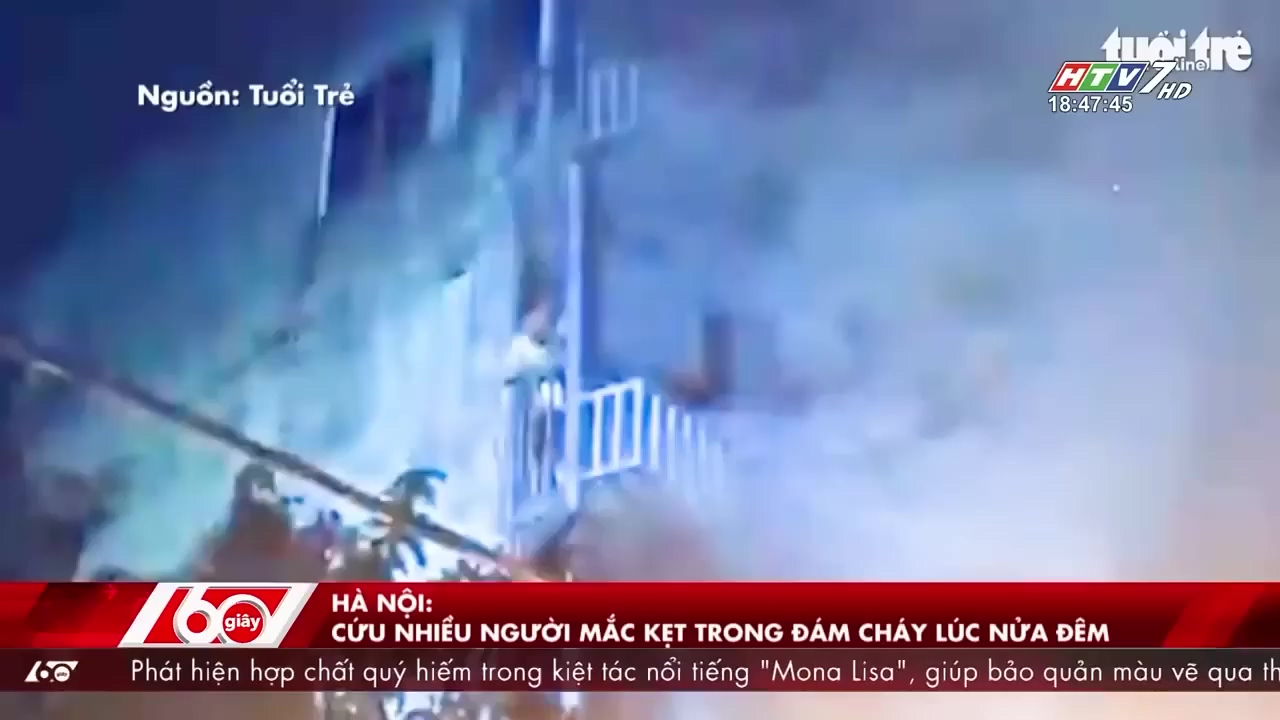 tuổi trẻ
Nguồn: Tuổi Trẻ
HTV7
HD
18:47:45
HÀ NỘI:
60 giây
CỨU NHIỀU NGƯỜI MẮC KẸT TRONG ĐÁM CHÁY LÚC NỬA ĐÊM
60
Phát hiện hợp chất quý hiếm trong kiệt tác nổi tiếng "Mona Lisa", giúp bảo quản màu vẽ qua